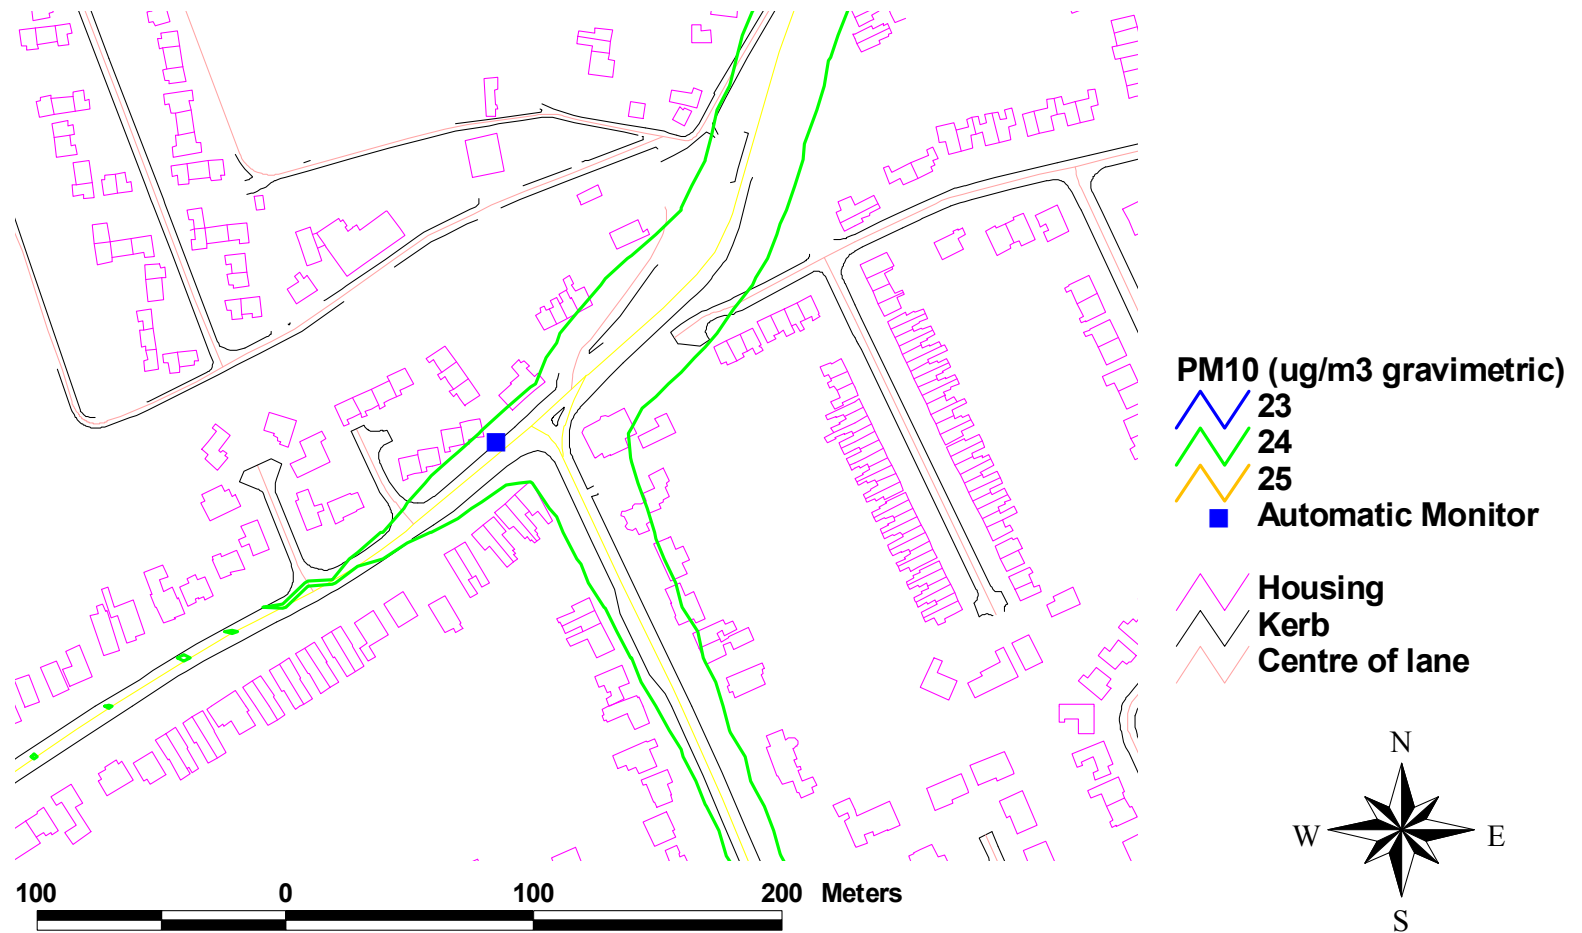 PM10 (ug/m3 gravimetric)
23
24
25
Automatic Monitor
Housing
Kerb
Centre of lane
N
W E
S
100 0 100 200 Meters